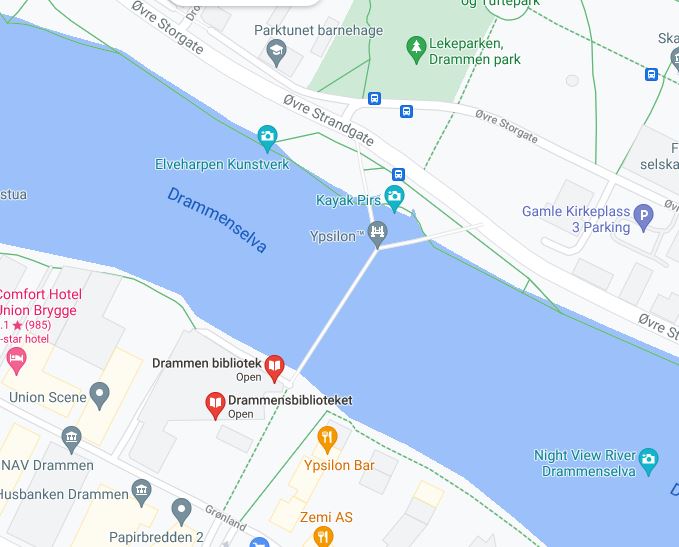 og Tuftepark
Øvre Storgate
Parktunet barnehage
Lekeparken,
Drammen park
Øvre Strandgate
Øvre Storgate
Elveharpen Kunstverk
Drammenselva
Kayak Pirs
Ypsilon™
Gamle Kirkeplass
3 Parking
P
Comfort Hotel
Union Brygge
.1 ★ (985)
-star hotel
Drammen bibliotek
Open
Drammensbiblioteket
Open
Union Scene
Ypsilon Bar
Night View River
Drammenselva
NAV Drammen
Husbanken Drammen
Grønland
Papirbredden 2
Zemi AS